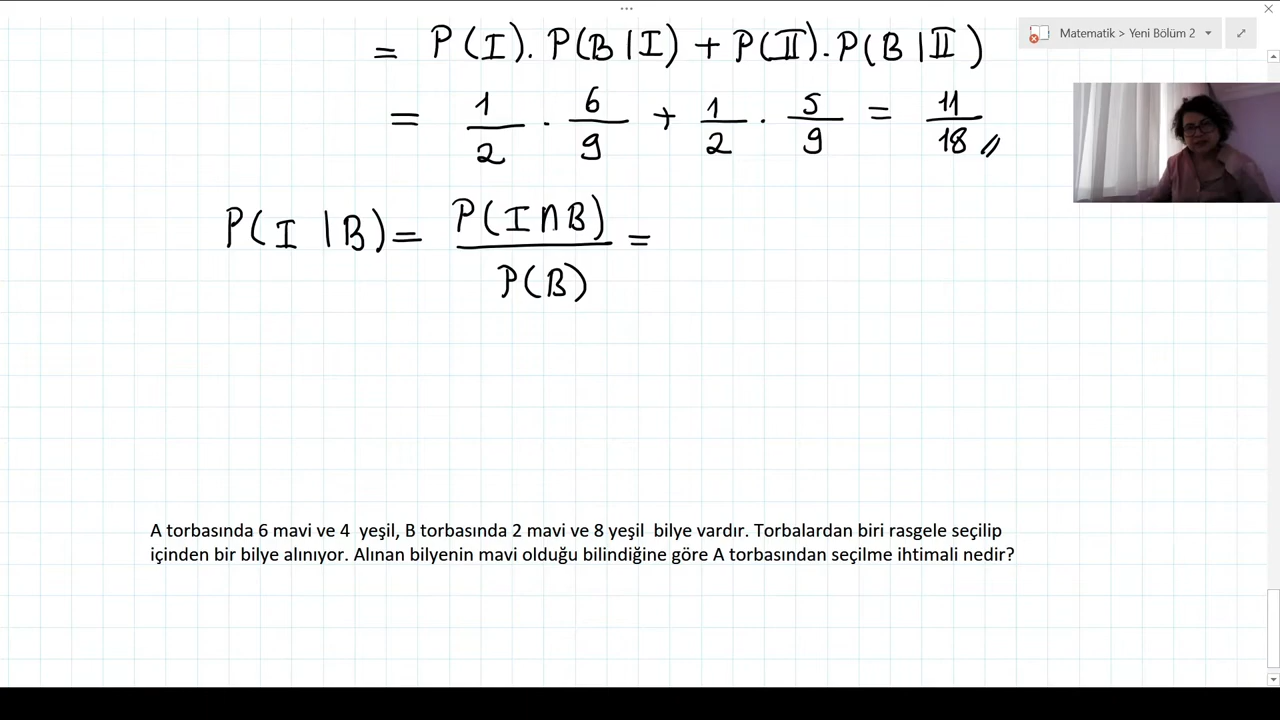 Matematik > Yeni Bölüm 2
= P(I).P(B|I)+P(II).P(B|II)
= 1/2 . 6/9 + 1/2 . 5/9 = 11/18 //
P(I|B)= P(I∩B)/P(B) =
A torbasında 6 mavi ve 4 yeşil, B torbasında 2 mavi ve 8 yeşil bilye vardır. Torbalardan biri rasgele seçilip
içinden bir bilye alınıyor. Alınan bilyenin mavi olduğu bilindiğine göre A torbasından seçilme ihtimali nedir?